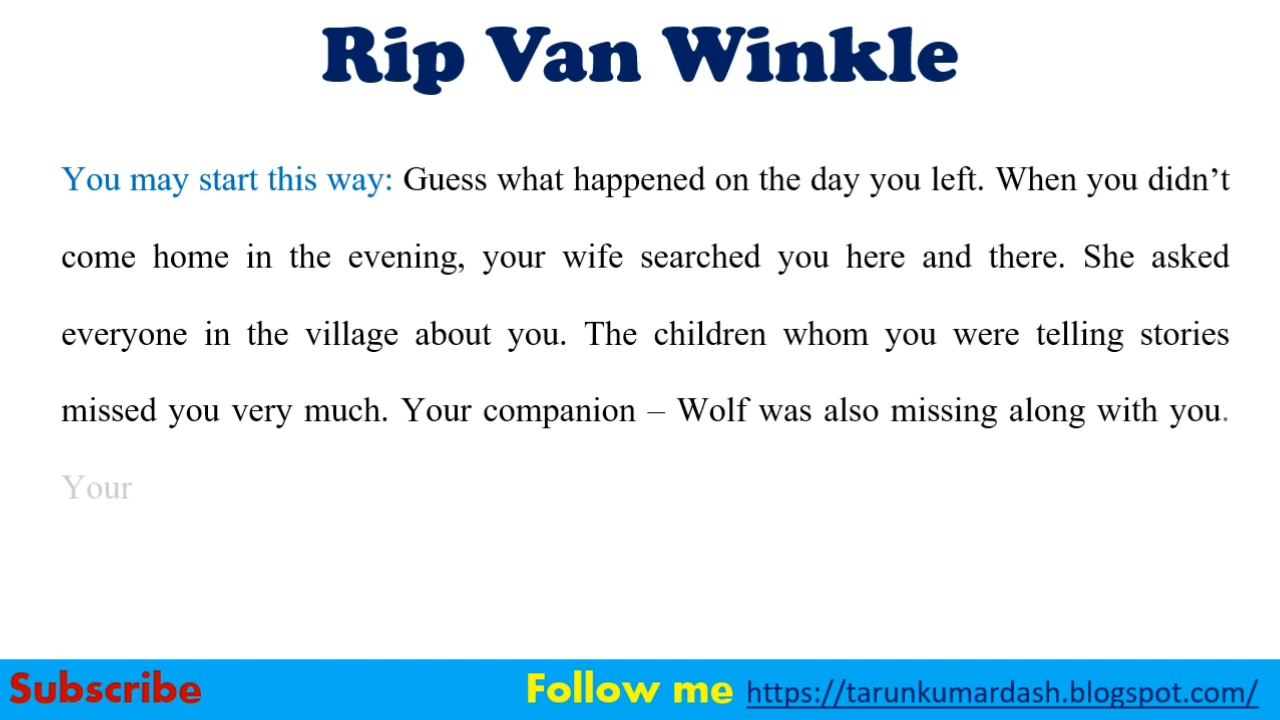 Rip Van Winkle
You may start this way: Guess what happened on the day you left. When you didn’t
come home in the evening, your wife searched you here and there. She asked
everyone in the village about you. The children whom you were telling stories
missed you very much. Your companion – Wolf was also missing along with you.
Your
Subscribe Follow me https://tarunkumardash.blogspot.com/